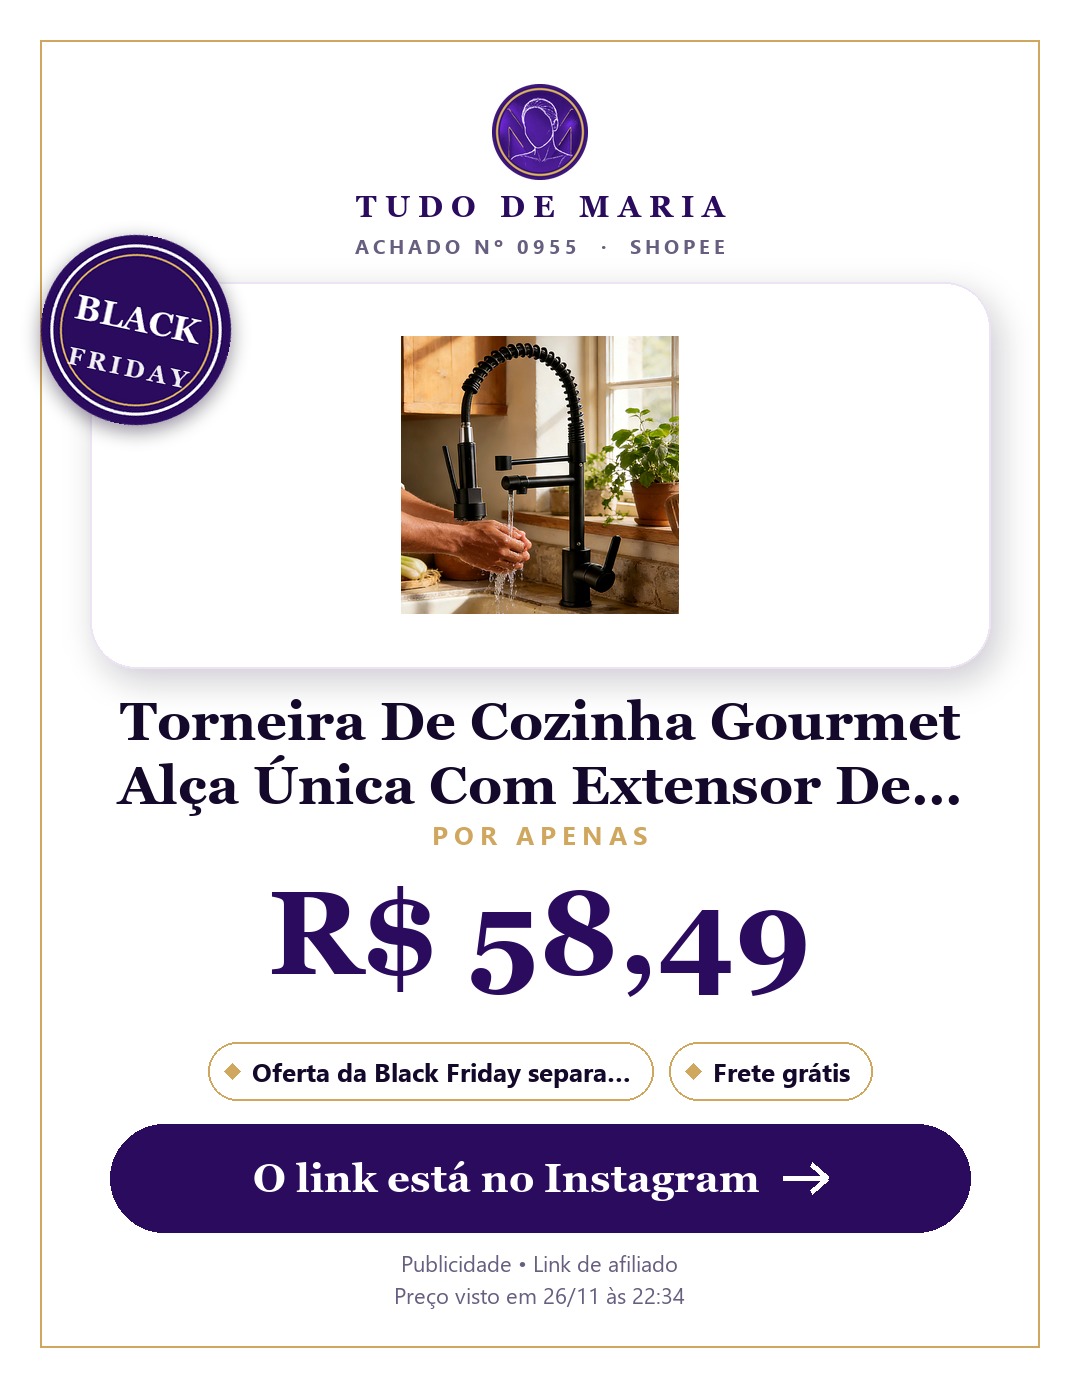 TUDO DE MARIA
ACHADO Nº 0955 · SHOPEE
BLACK
FRIDAY
Torneira De Cozinha Gourmet
Alça Única Com Extensor De...
POR APENAS
R$ 58,49
Oferta da Black Friday separa...
Frete grátis
O link está no Instagram →
Publicidade • Link de afiliado
Preço visto em 26/11 às 22:34